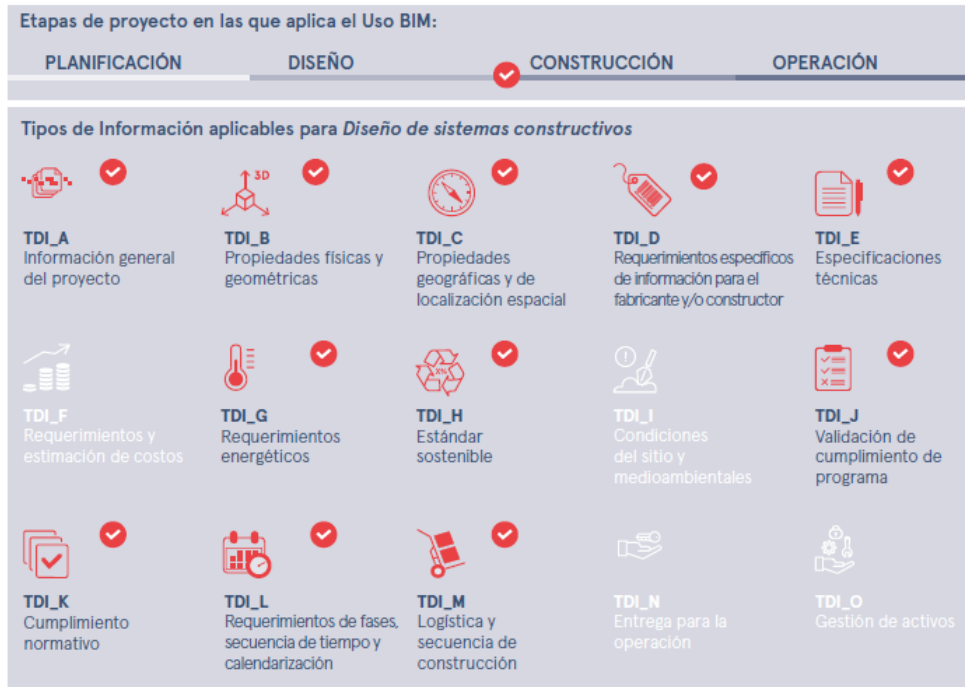 Etapas de proyecto en las que aplica el Uso BIM:
PLANIFICACIÓN DISEÑO CONSTRUCCIÓN OPERACIÓN
Tipos de Información aplicables para Diseño de sistemas constructivos
3D
TDI_A
Información general
del proyecto
TDI_B
Propiedades físicas y
geométricas
TDI_C
Propiedades
geográficas y de
localización espacial
TDI_D
Requerimientos específicos
de información para el
fabricante y/o constructor
TDI_E
Especificaciones
técnicas
TDI_F
Requerimientos y
estimación de costos
TDI_G
Requerimientos
energéticos
X%
TDI_H
Estándar
sostenible
TDI_I
Condiciones
del sitio y
medioambientales
TDI_J
Validación de
cumplimiento de
programa
TDI_K
Cumplimiento
normativo
TDI_L
Requerimientos de fases,
secuencia de tiempo y
calendarización
TDI_M
Logística y
secuencia de
construcción
TDI_N
Entrega para la
operación
TDI_O
Gestión de activos